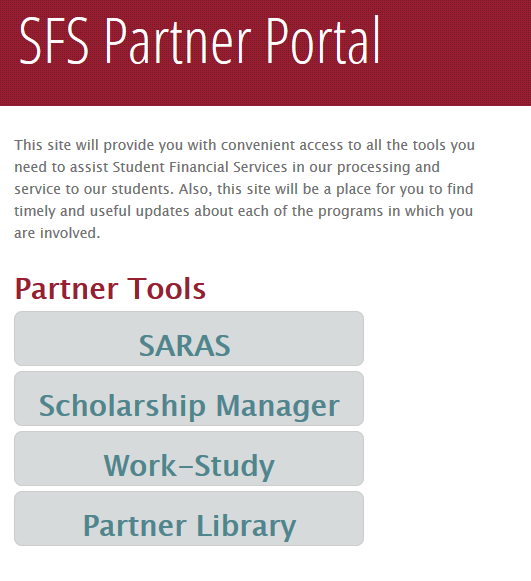 SFS Partner Portal
This site will provide you with convenient access to all the tools you
need to assist Student Financial Services in our processing and
service to our students. Also, this site will be a place for you to find
timely and useful updates about each of the programs in which you
are involved.
Partner Tools
SARAS
Scholarship Manager
Work-Study
Partner Library